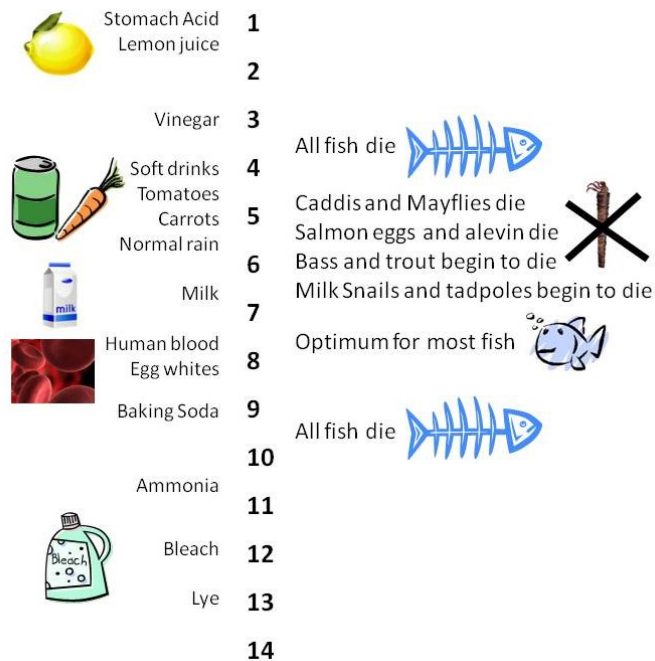 Stomach Acid
Lemon juice
1
2
Vinegar
3
All fish die
4
Soft drinks
Tomatoes
Carrots
Normal rain
5
Caddis and Mayflies die
Salmon eggs and alevin die
Bass and trout begin to die
Milk Snails and tadpoles begin to die
6
Milk
milk
7
Human blood
Egg whites
8
Optimum for most fish
Baking Soda
9
All fish die
10
Ammonia
11
Bleach
Bleach
12
Lye
13
14